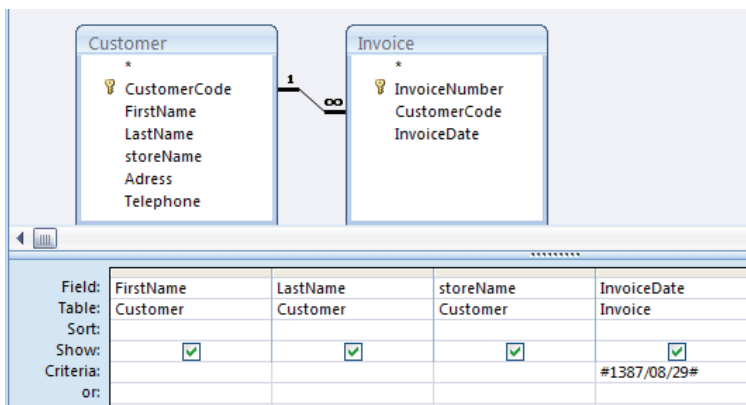 Customer
*
CustomerCode
FirstName
LastName
storeName
Adress
Telephone
1
∞
Invoice
*
InvoiceNumber
CustomerCode
InvoiceDate
Field: FirstName LastName storeName InvoiceDate
Table: Customer Customer Customer Invoice
Sort:
Show:
Criteria: #1387/08/29#
or: